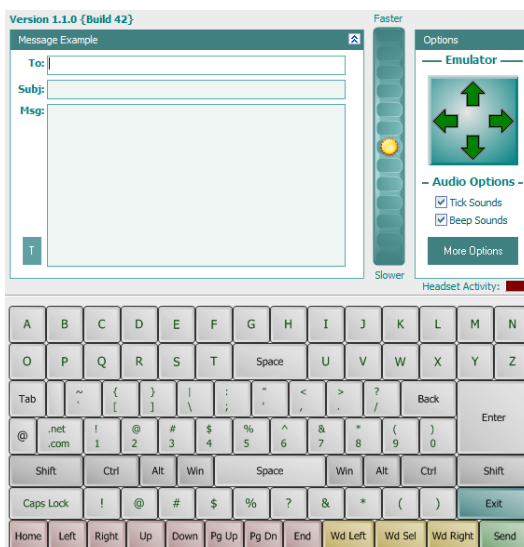 Version 1.1.0 {Build 42}
Faster
Message Example
Options
To:
Emulator
Subj:
Msg:
Audio Options
Tick Sounds
Beep Sounds
T
More Options
Slower
Headset Activity:
A B C D E F G H I J K L M N
O P Q R S T Space U V W X Y Z
Tab ~ ` { [ } ] | \ : ; " ' < , > . ? / Back Enter
@ .net .com ! 1 @ 2 # 3 $ 4 % 5 ^ 6 & 7 * 8 ( 9 ) 0
Shift Ctrl Alt Win Space Win Alt Ctrl Shift
Caps Lock ! @ # $ % ? & * ( ) Exit
Home Left Right Up Down Pg Up Pg Dn End Wd Left Wd Sel Wd Right Send